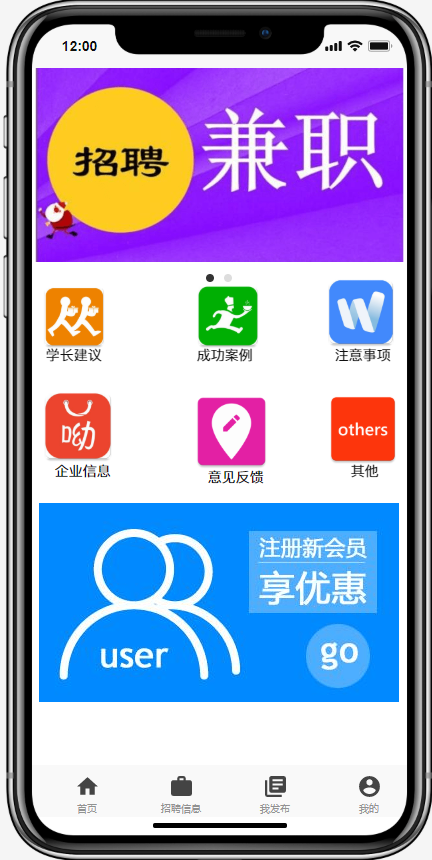 12:00
招聘
兼职
学长建议
成功案例
W
注意事项
呦
企业信息
意见反馈
others
其他
user
注册新会员
享优惠
go
首页
招聘信息
我发布
我的